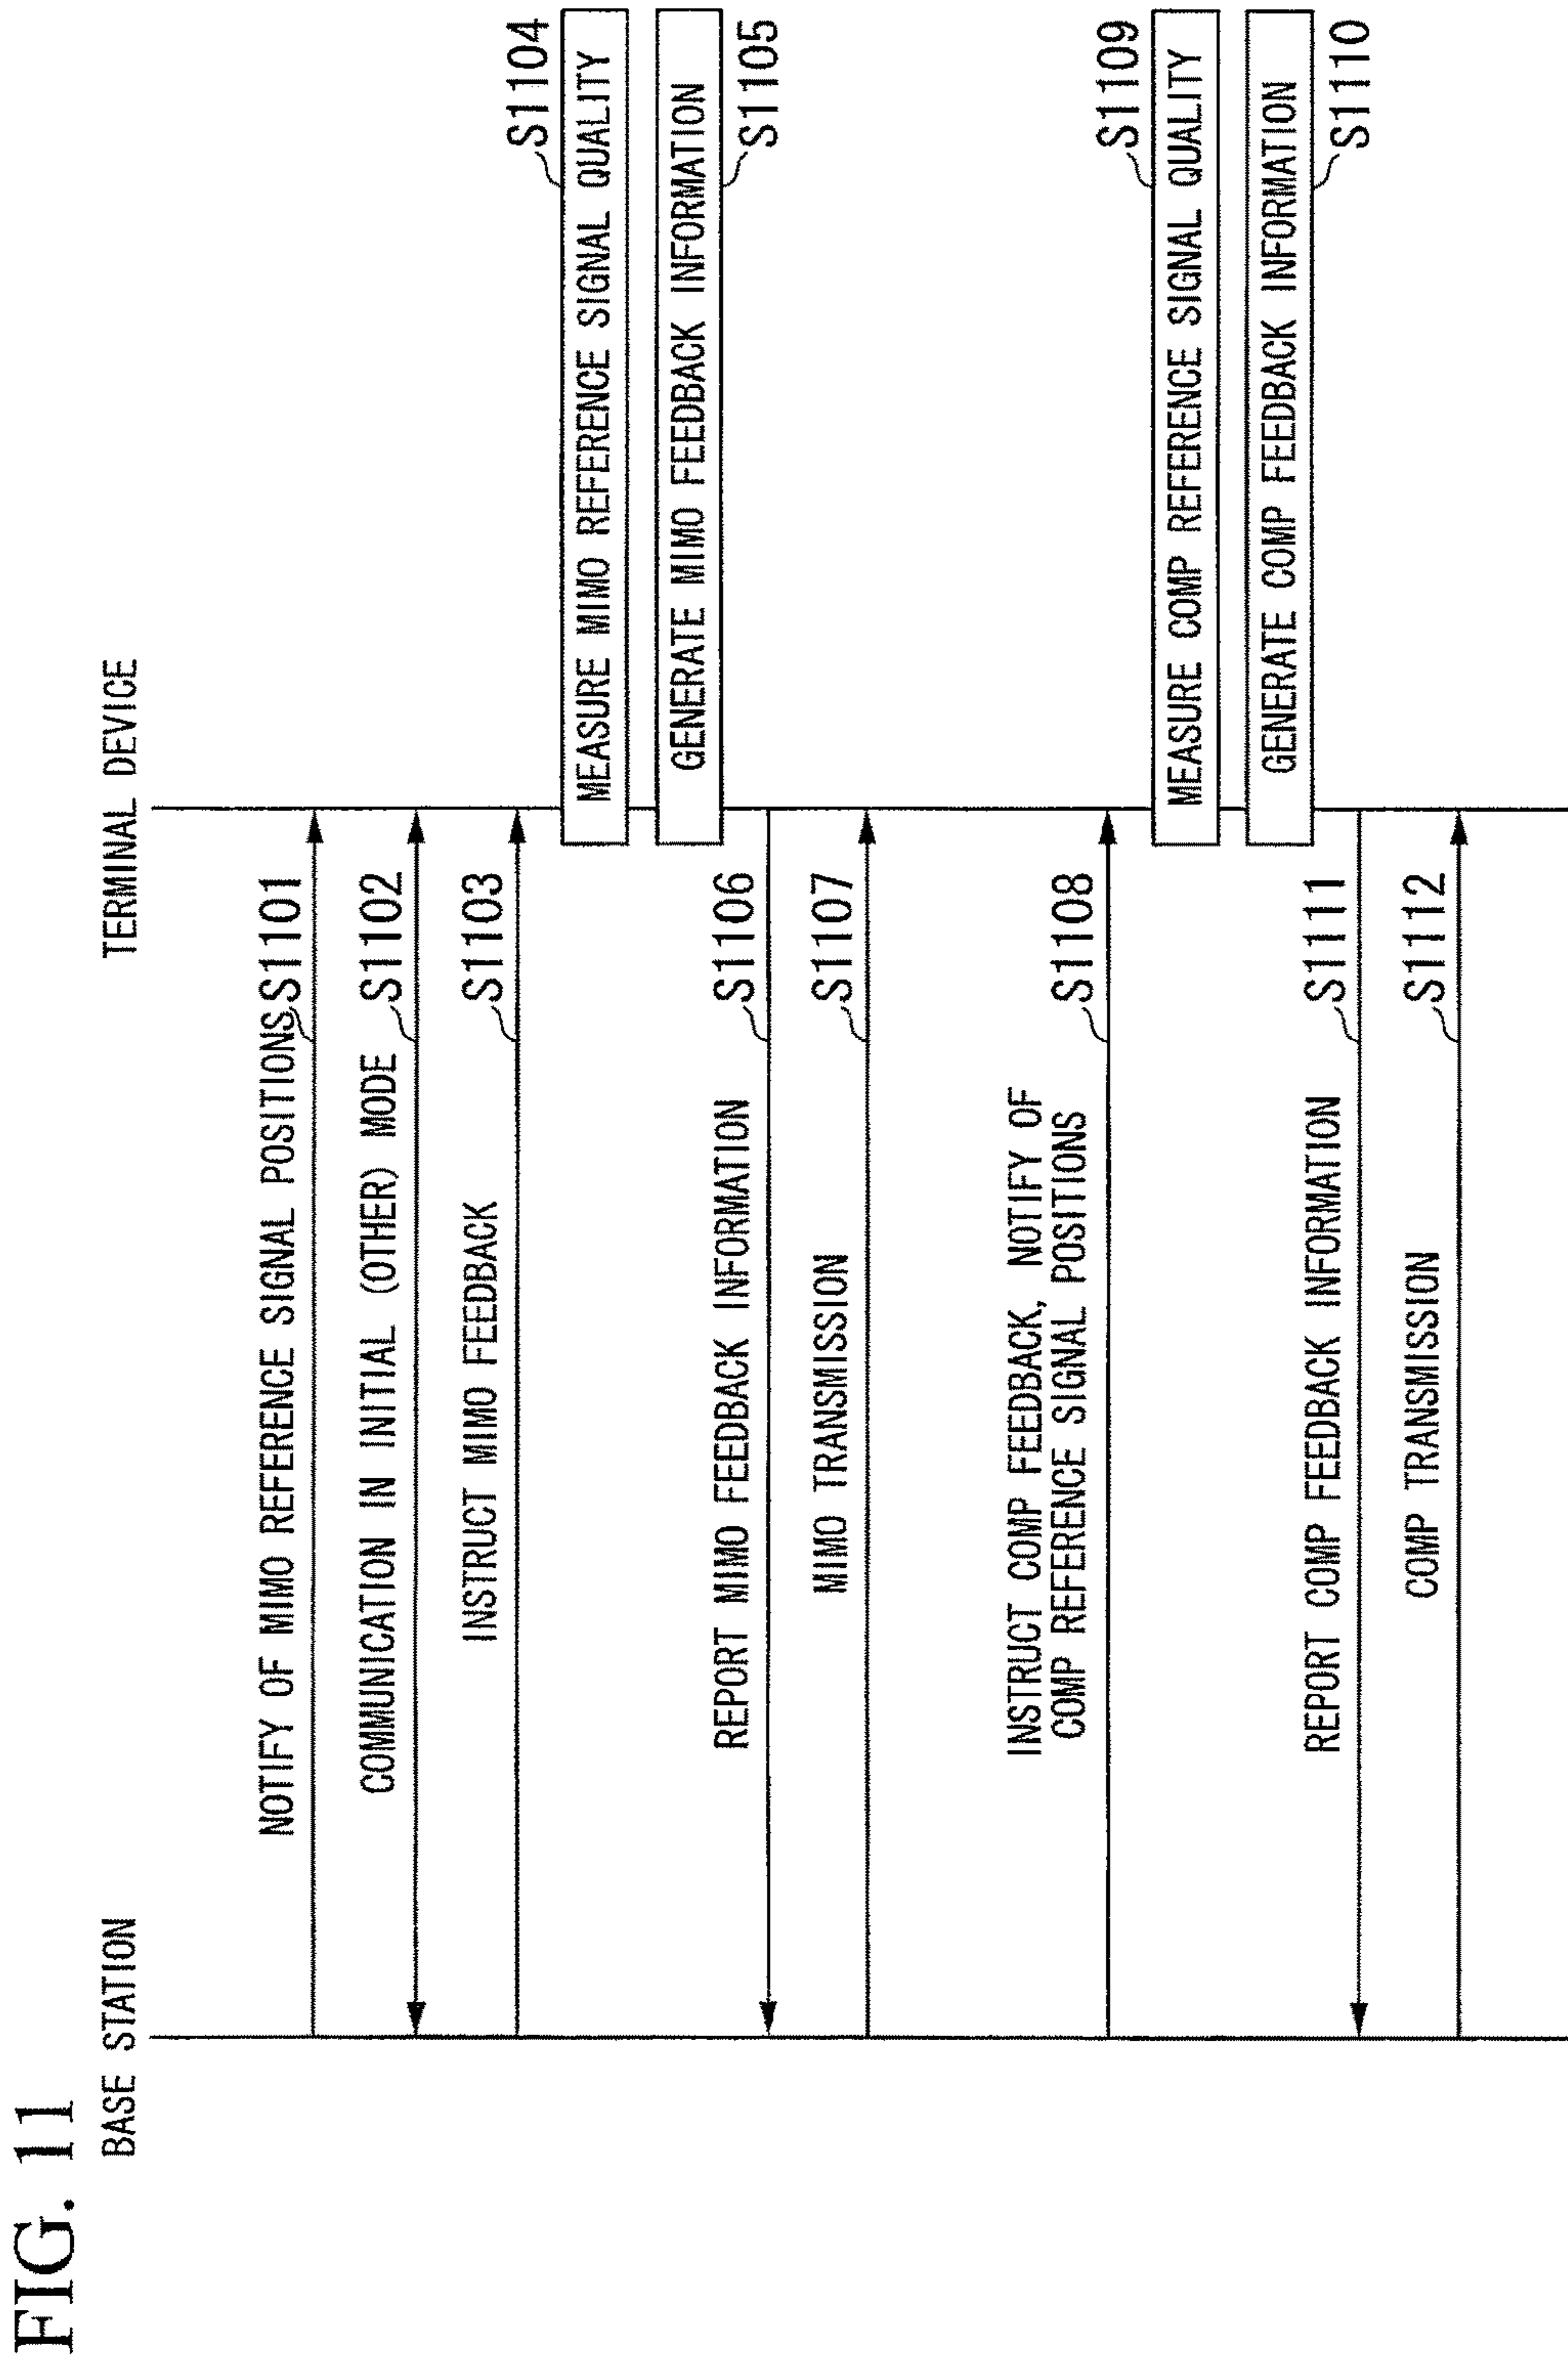 FIG. 11
BASE STATION
TERMINAL DEVICE
NOTIFY OF MIMO REFERENCE SIGNAL POSITIONS
S1101
COMMUNICATION IN INITIAL (OTHER) MODE
S1102
INSTRUCT MIMO FEEDBACK
S1103
S1104
MEASURE MIMO REFERENCE SIGNAL QUALITY
GENERATE MIMO FEEDBACK INFORMATION
S1105
REPORT MIMO FEEDBACK INFORMATION
S1106
MIMO TRANSMISSION
S1107
INSTRUCT COMP FEEDBACK, NOTIFY OF
COMP REFERENCE SIGNAL POSITIONS
S1108
S1109
MEASURE COMP REFERENCE SIGNAL QUALITY
GENERATE COMP FEEDBACK INFORMATION
S1110
REPORT COMP FEEDBACK INFORMATION
S1111
COMP TRANSMISSION
S1112